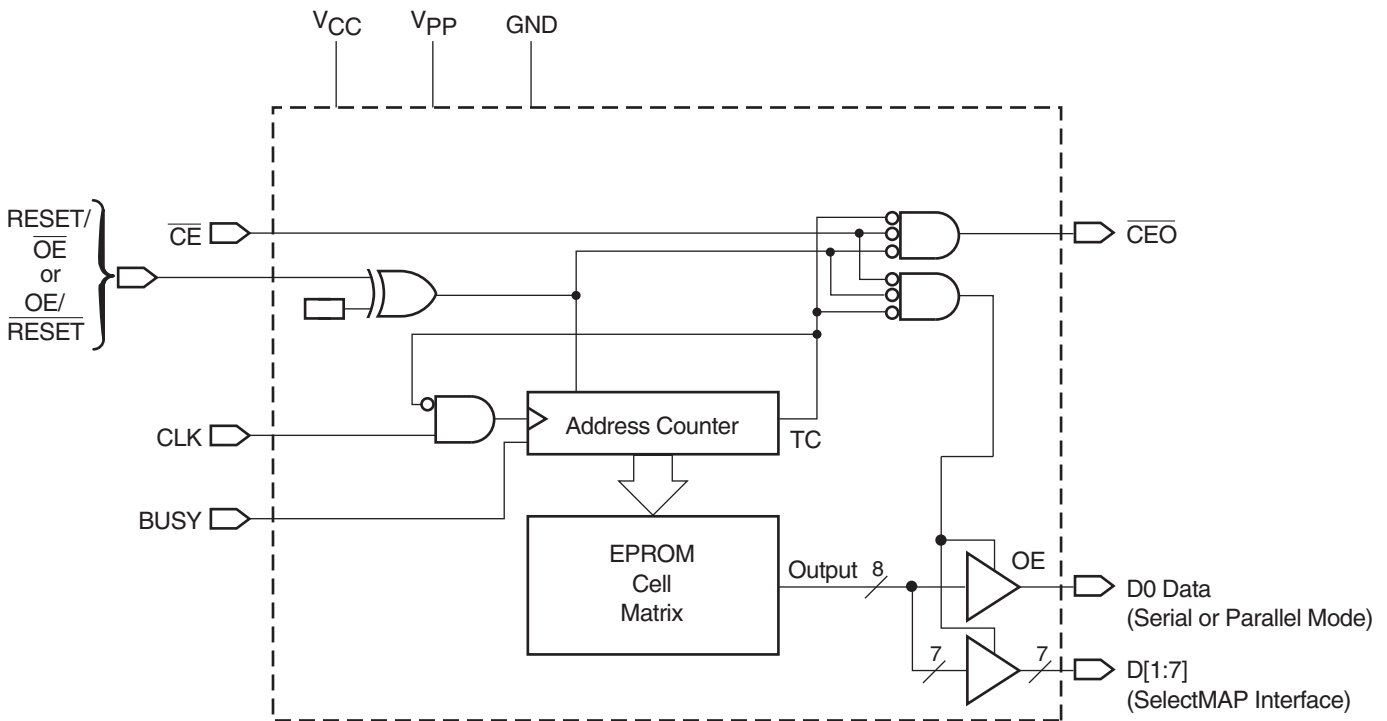 VCC
VPP
GND
RESET/
OE
or
OE/
RESET
CE
CEO
CLK
Address Counter
TC
BUSY
EPROM
Cell
Matrix
Output
8
OE
D0 Data
(Serial or Parallel Mode)
7
7
D[1:7]
(SelectMAP Interface)